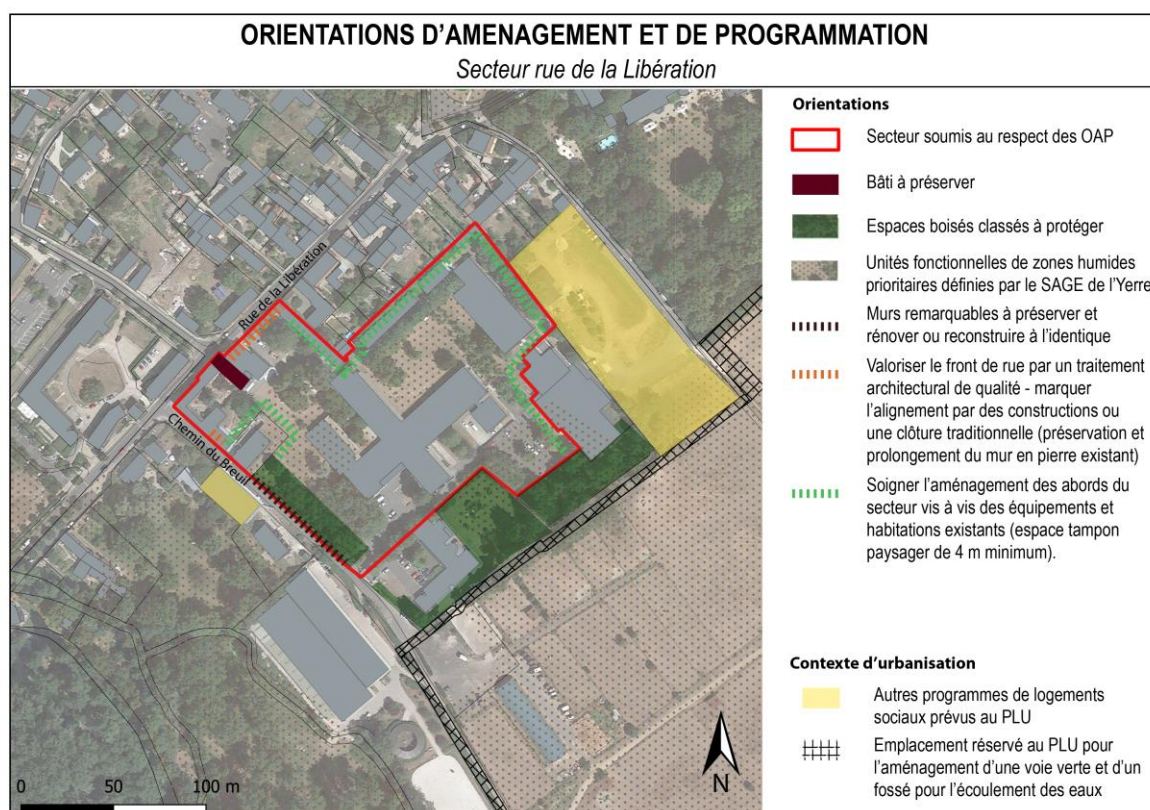 ORIENTATIONS D'AMENAGEMENT ET DE PROGRAMMATION
Secteur rue de la Libération
Rue de la Libération
Chemin du Breuil
0 50 100 m
N
Orientations
Secteur soumis au respect des OAP
Bâti à préserver
Espaces boisés classés à protéger
Unités fonctionnelles de zones humides
prioritaires définies par le SAGE de l'Yerre
Murs remarquables à préserver et
rénover ou reconstruire à l'identique
Valoriser le front de rue par un traitement
architectural de qualité - marquer
l'alignement par des constructions ou
une clôture traditionnelle (préservation et
prolongement du mur en pierre existant)
Soigner l'aménagement des abords du
secteur vis à vis des équipements et
habitations existants (espace tampon
paysager de 4 m minimum).
Contexte d'urbanisation
Autres programmes de logements
sociaux prévus au PLU
Emplacement réservé au PLU pour
l'aménagement d'une voie verte et d'un
fossé pour l'écoulement des eaux